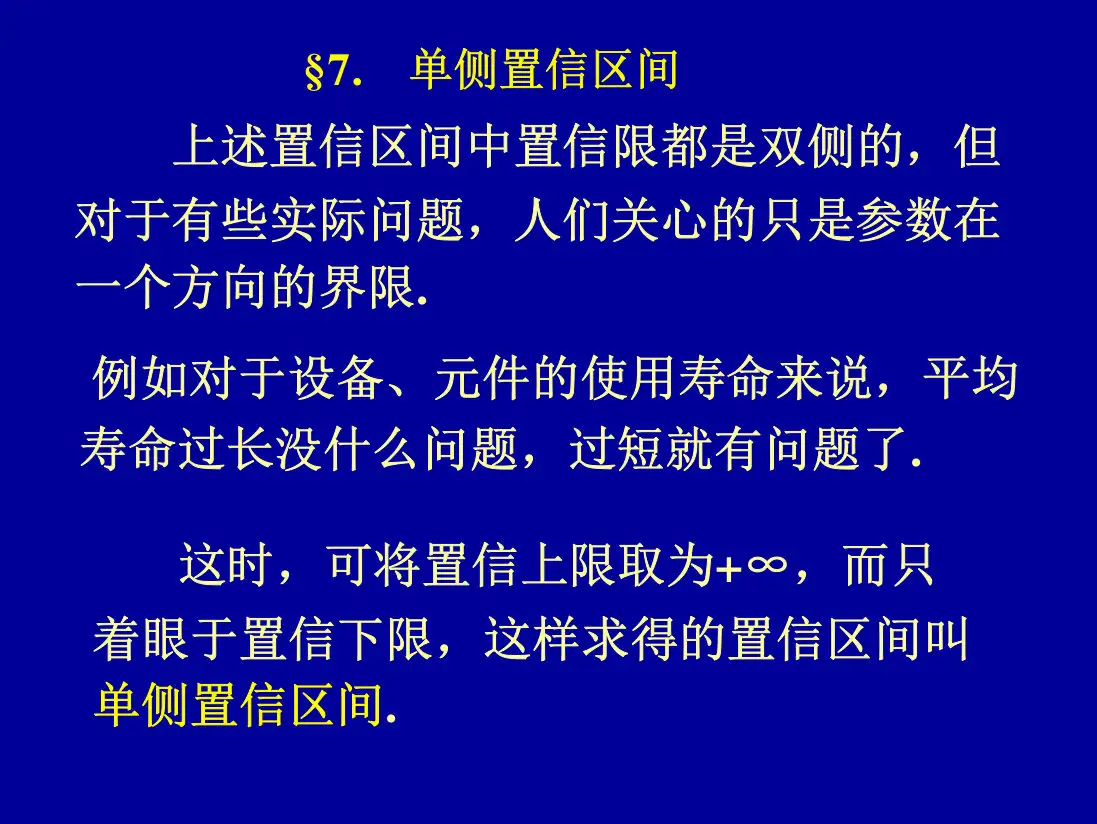 §7. 单侧置信区间
上述置信区间中置信限都是双侧的，但
对于有些实际问题，人们关心的只是参数在
一个方向的界限.
例如对于设备、元件的使用寿命来说，平均
寿命过长没什么问题，过短就有问题了.
这时，可将置信上限取为+∞，而只
着眼于置信下限，这样求得的置信区间叫
单侧置信区间.